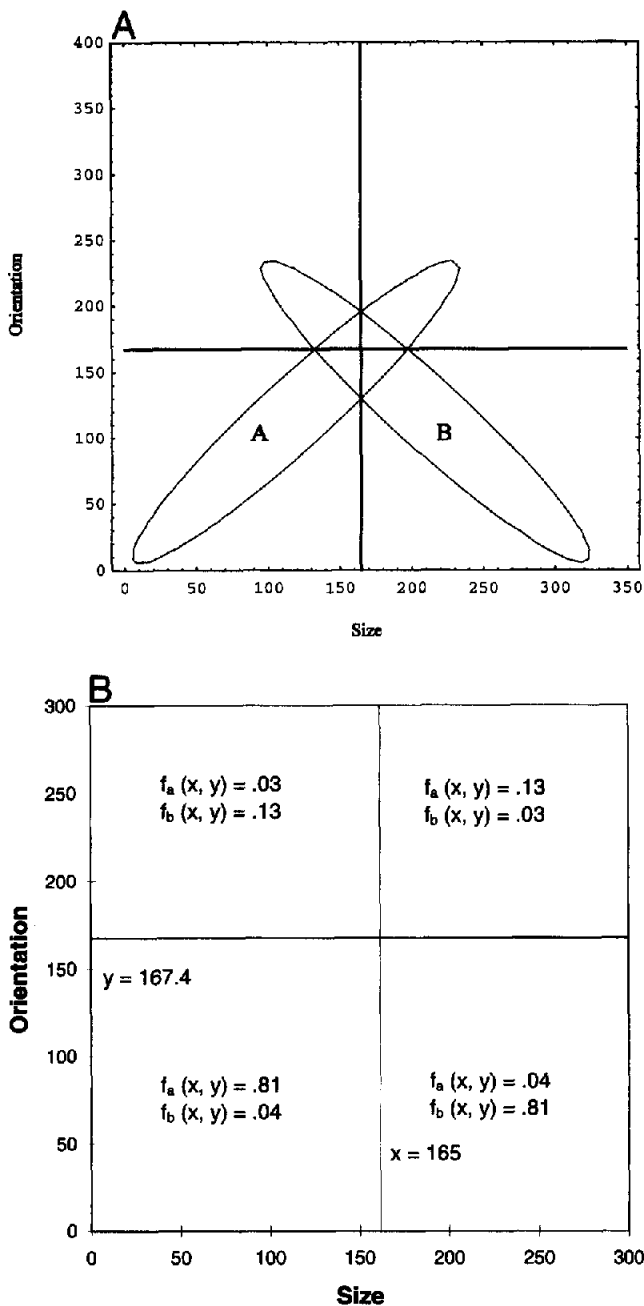 A
400
350
300
250
200
150
100
50
0
Orientation
A
B
0 50 100 150 200 250 300 350
Size
B
300
250
200
150
100
50
0
Orientation
fa (x, y) = .03
fb (x, y) = .13
fa (x, y) = .13
fb (x, y) = .03
y = 167.4
fa (x, y) = .81
fb (x, y) = .04
fa (x, y) = .04
fb (x, y) = .81
x = 165
0 50 100 150 200 250 300
Size